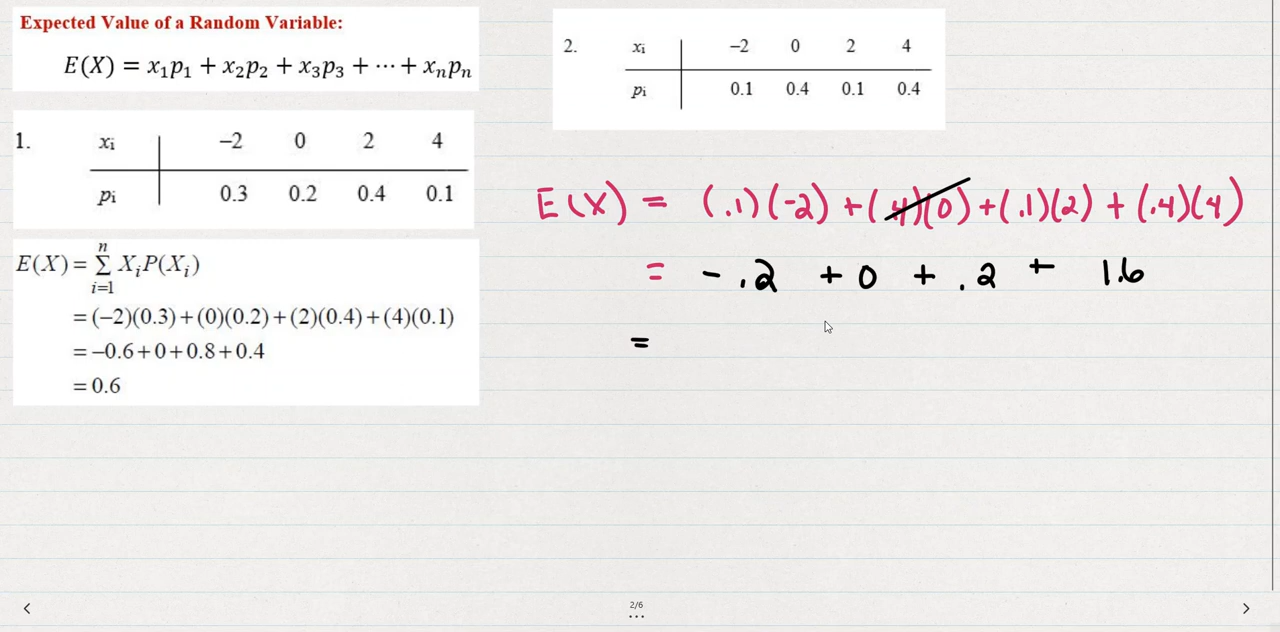 Expected Value of a Random Variable:
E(X) = x₁p₁ + x₂p₂ + x₃p₃ + ⋯ + xₙpₙ
1. xᵢ -2 0 2 4
pᵢ 0.3 0.2 0.4 0.1
E(X) = n∑i=1 XᵢP(Xᵢ)
= (-2)(0.3) + (0)(0.2) + (2)(0.4) + (4)(0.1)
= -0.6 + 0 + 0.8 + 0.4
= 0.6
2. xᵢ -2 0 2 4
pᵢ 0.1 0.4 0.1 0.4
E(X) = (.1)(-2) + (.4)(0) + (.1)(2) + (.4)(4)
= -.2 + 0 + .2 + 1.6
=
2/6